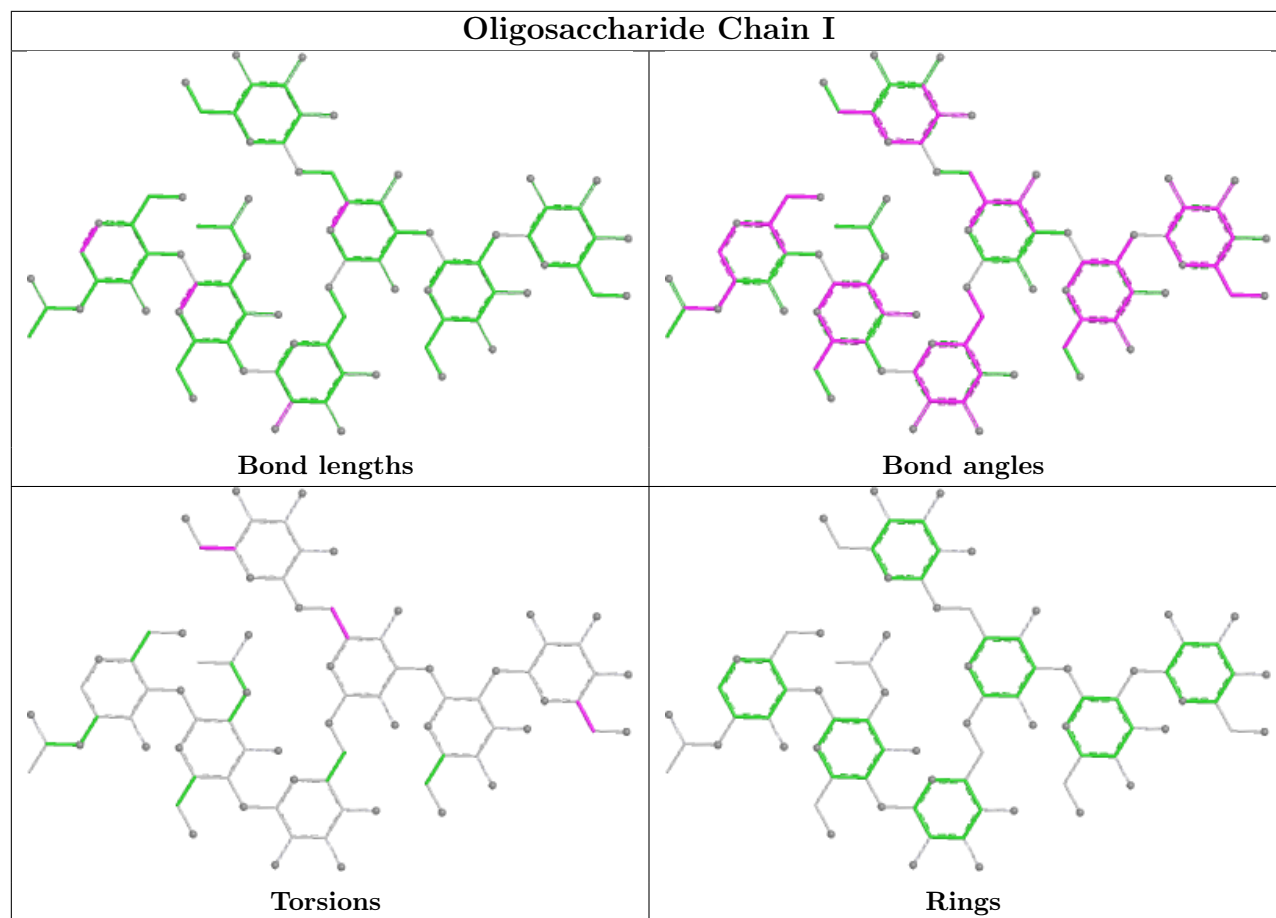 Oligosaccharide Chain I
Bond lengths
Bond angles
Torsions
Rings